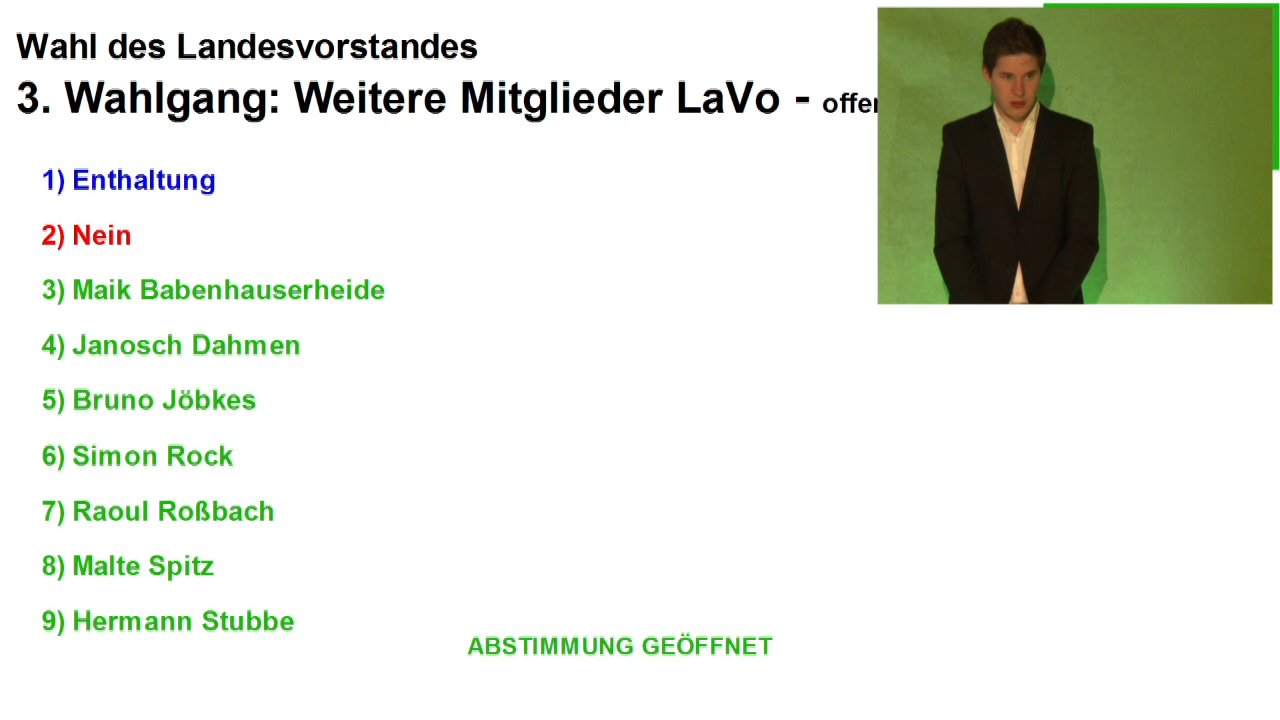 Wahl des Landesvorstandes
3. Wahlgang: Weitere Mitglieder LaVo -
1) Enthaltung
2) Nein
3) Maik Babenhauserheide
4) Janosch Dahmen
5) Bruno Jöbkes
6) Simon Rock
7) Raoul Roßbach
8) Malte Spitz
9) Hermann Stubbe
ABSTIMMUNG GEÖFFNET